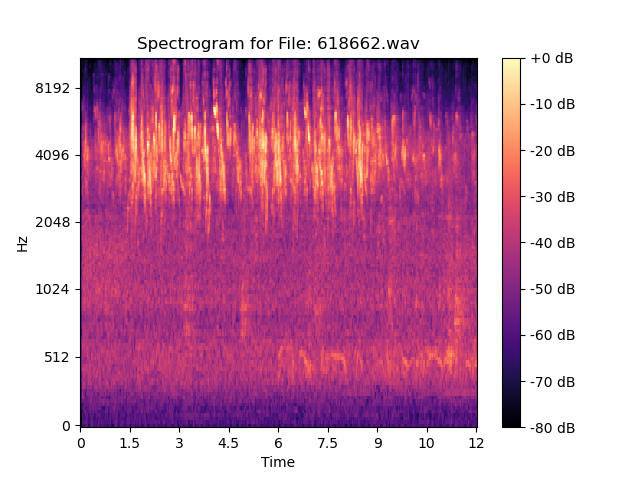 Spectrogram for File: 618662.wav
8192
4096
2048
1024
512
0
Hz
0 1.5 3 4.5 6 7.5 9 10 12
Time
+0 dB
-10 dB
-20 dB
-30 dB
-40 dB
-50 dB
-60 dB
-70 dB
-80 dB